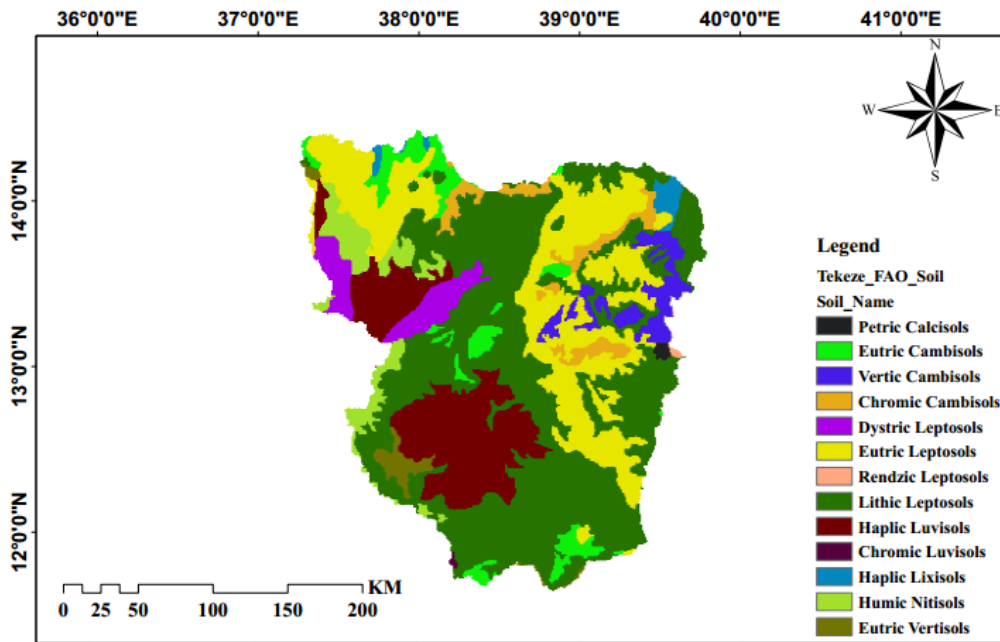 36°0'0"E 37°0'0"E 38°0'0"E 39°0'0"E 40°0'0"E 41°0'0"E
N
W E
S
14°0'0"N
13°0'0"N
12°0'0"N
Legend
Tekeze_FAO_Soil
Soil_Name
Petric Calcisols
Eutric Cambisols
Vertic Cambisols
Chromic Cambisols
Dystric Leptosols
Eutric Leptosols
Rendzic Leptosols
Lithic Leptosols
Haplic Luvisols
Chromic Luvisols
Haplic Lixisols
Humic Nitisols
Eutric Vertisols
KM
0 25 50 100 150 200